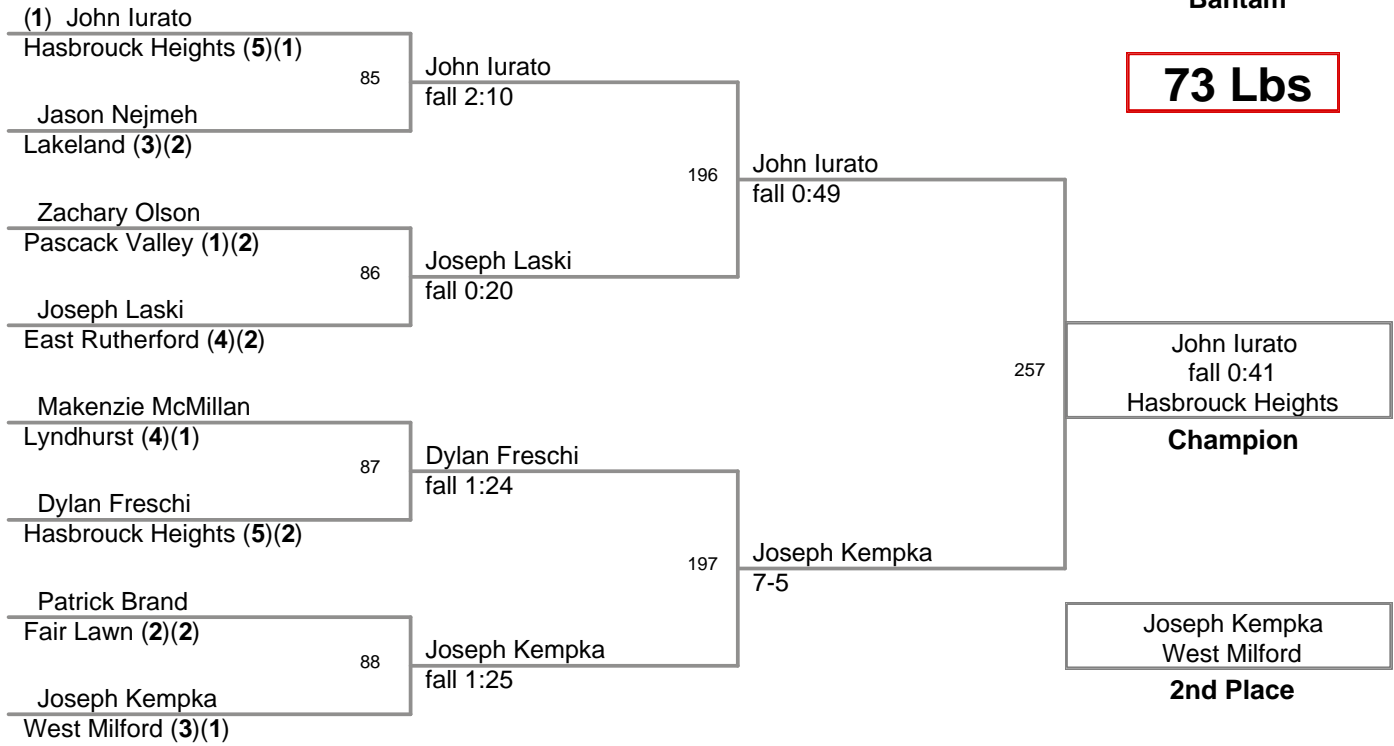 Bantam
73 Lbs
(1) John Iurato
Hasbrouck Heights (5)(1)
85
Jason Nejmeh
Lakeland (3)(2)
John Iurato
fall 2:10
Zachary Olson
Pascack Valley (1)(2)
86
Joseph Laski
East Rutherford (4)(2)
Joseph Laski
fall 0:20
196
John Iurato
fall 0:49
Makenzie McMillan
Lyndhurst (4)(1)
87
Dylan Freschi
Hasbrouck Heights (5)(2)
Dylan Freschi
fall 1:24
Patrick Brand
Fair Lawn (2)(2)
88
Joseph Kempka
West Milford (3)(1)
Joseph Kempka
fall 1:25
197
Joseph Kempka
7-5
257
John Iurato
fall 0:41
Hasbrouck Heights
Champion
Joseph Kempka
West Milford
2nd Place